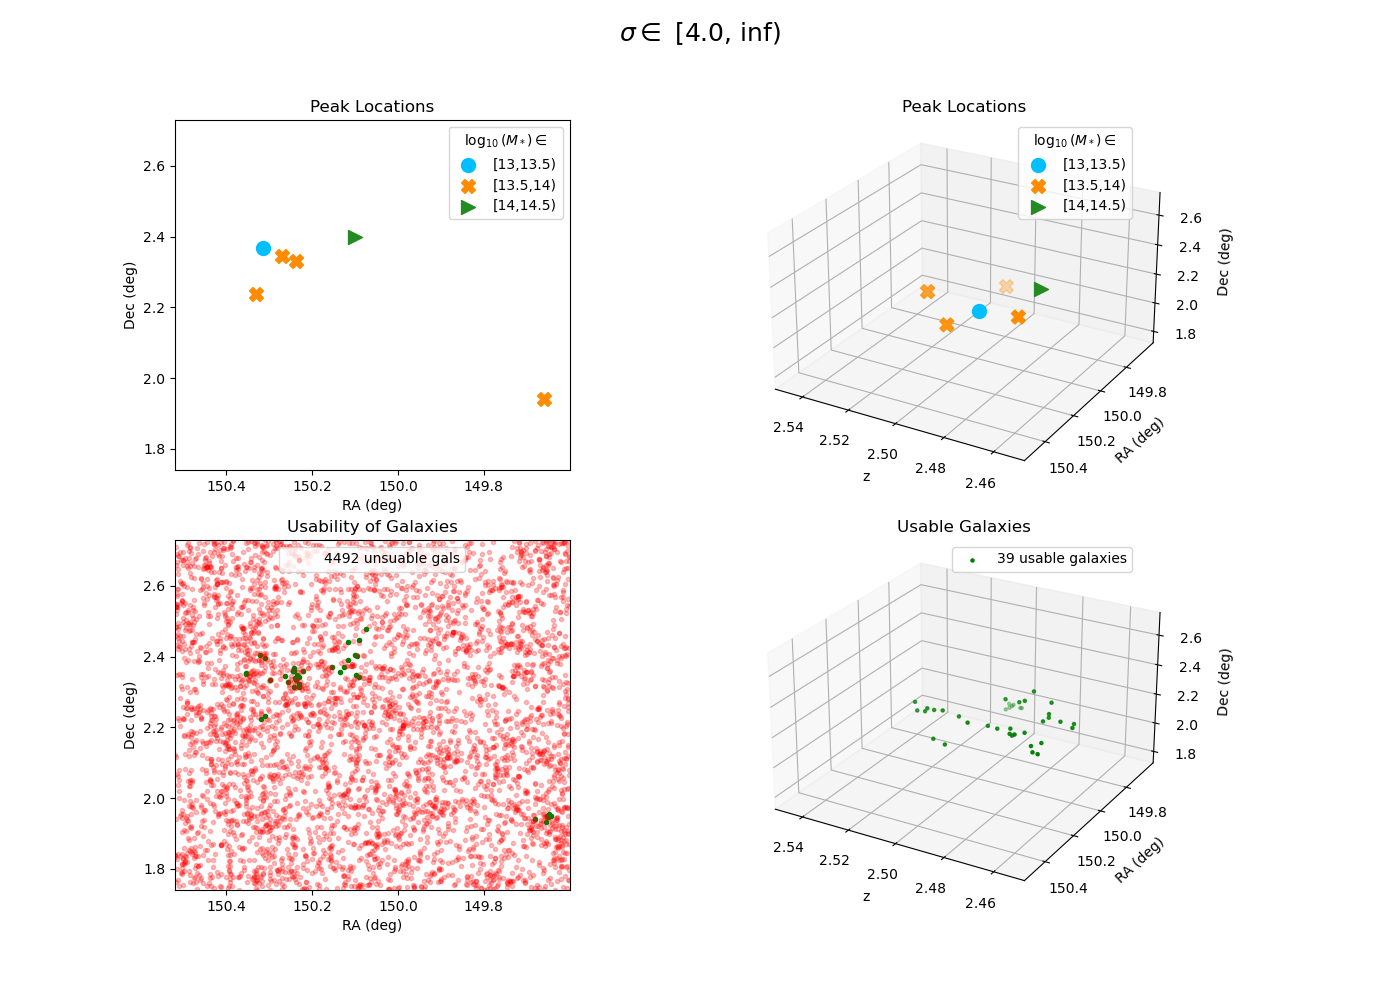 σ ∈ [4.0, inf)
Peak Locations
log₁₀(M*) ∈
[13,13.5)
[13.5,14)
[14,14.5)
2.6
2.4
2.2
2.0
1.8
Dec (deg)
150.4 150.2 150.0 149.8
RA (deg)
Peak Locations
log₁₀(M*) ∈
[13,13.5)
[13.5,14)
[14,14.5)
2.6
2.4
2.2
2.0
1.8
Dec (deg)
149.8
150.0
150.2
150.4
RA (deg)
2.54
2.52
2.50
2.48
2.46
z
Usability of Galaxies
4492 unsuable gals
2.6
2.4
2.2
2.0
1.8
Dec (deg)
150.4 150.2 150.0 149.8
RA (deg)
Usable Galaxies
39 usable galaxies
2.6
2.4
2.2
2.0
1.8
Dec (deg)
149.8
150.0
150.2
150.4
RA (deg)
2.54
2.52
2.50
2.48
2.46
z